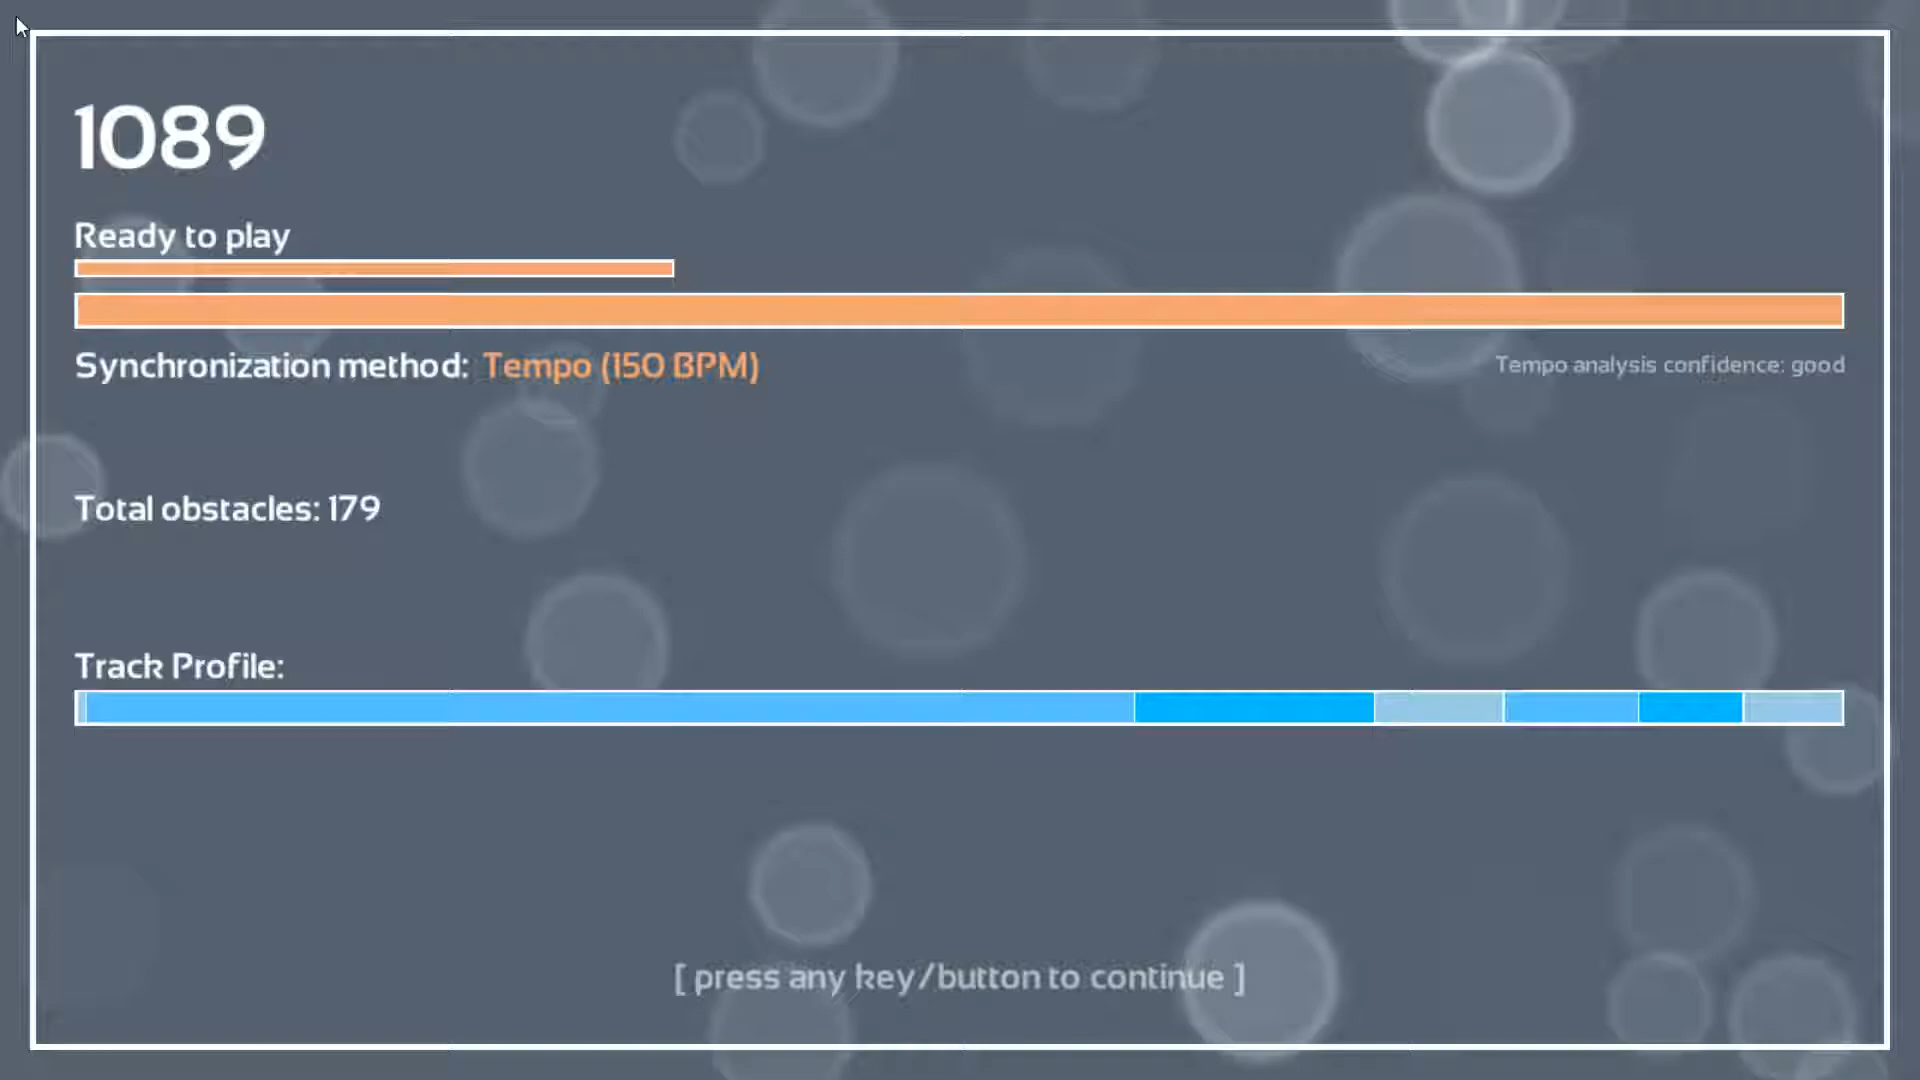 1089
Ready to play
Synchronization method: Tempo (150 BPM)
Tempo analysis confidence: good
Total obstacles: 179
Track Profile:
[ press any key/button to continue ]